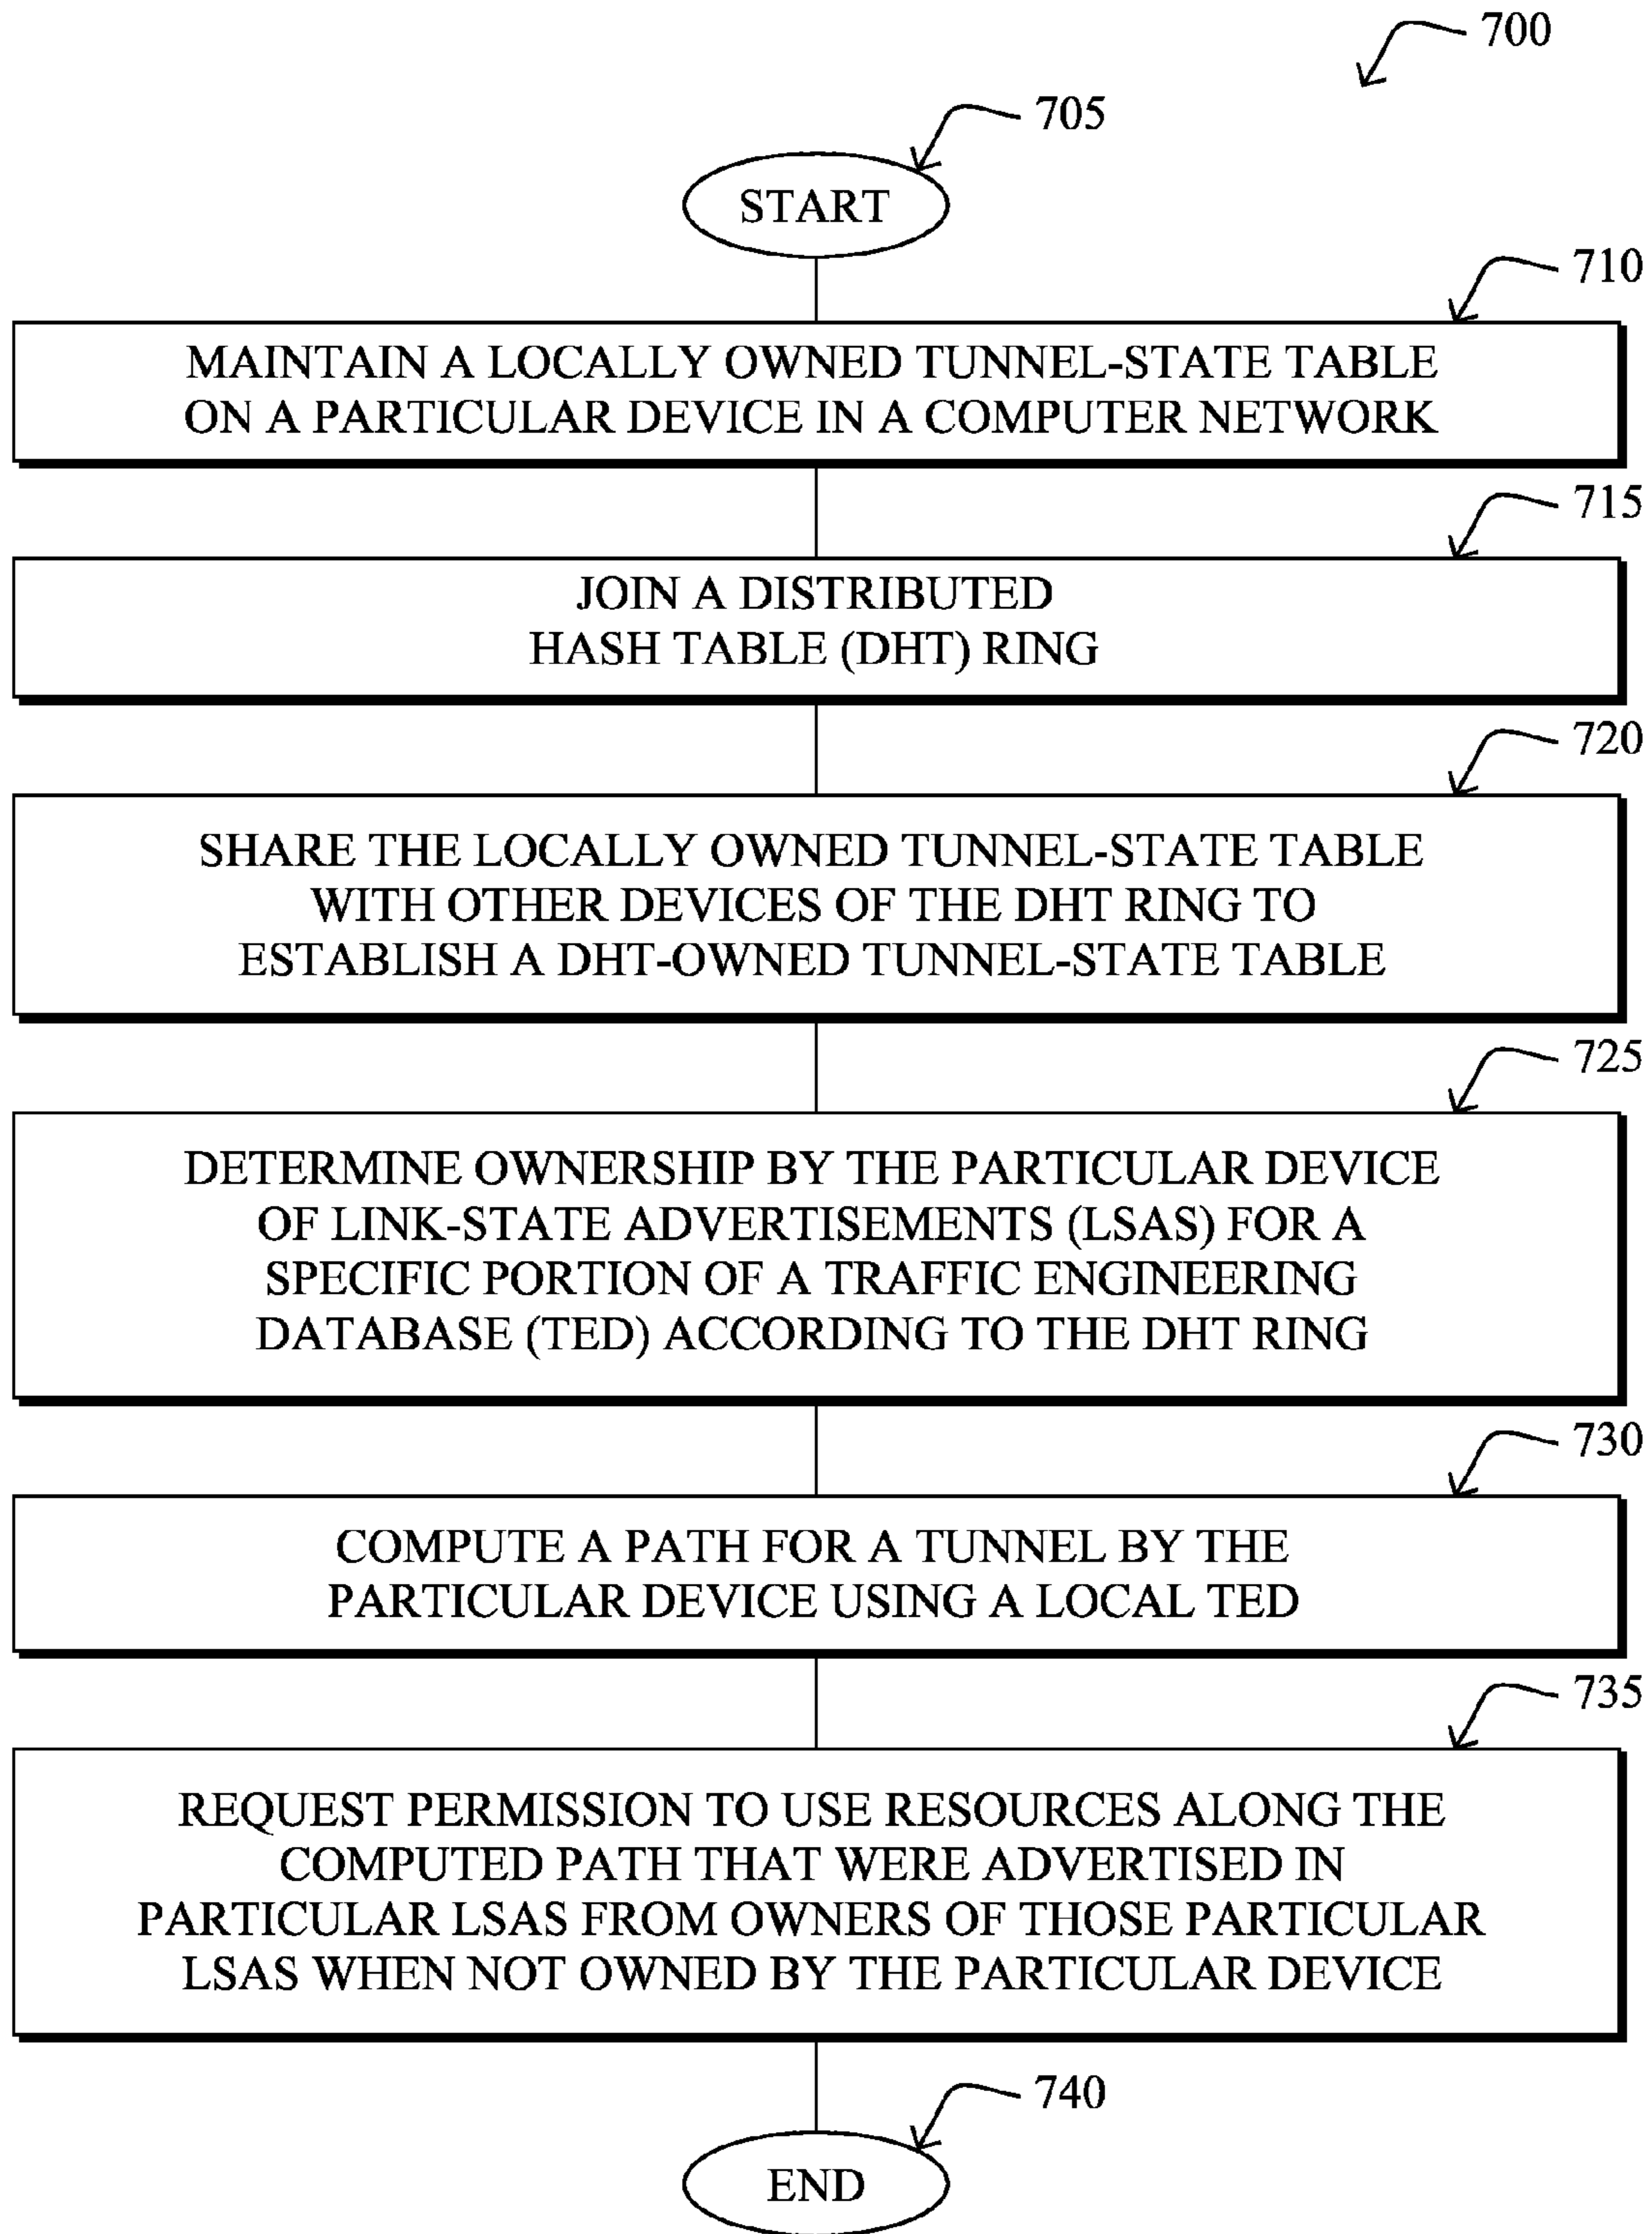 700
705
START
710
MAINTAIN A LOCALLY OWNED TUNNEL-STATE TABLE
ON A PARTICULAR DEVICE IN A COMPUTER NETWORK
715
JOIN A DISTRIBUTED
HASH TABLE (DHT) RING
720
SHARE THE LOCALLY OWNED TUNNEL-STATE TABLE
WITH OTHER DEVICES OF THE DHT RING TO
ESTABLISH A DHT-OWNED TUNNEL-STATE TABLE
725
DETERMINE OWNERSHIP BY THE PARTICULAR DEVICE
OF LINK-STATE ADVERTISEMENTS (LSAS) FOR A
SPECIFIC PORTION OF A TRAFFIC ENGINEERING
DATABASE (TED) ACCORDING TO THE DHT RING
730
COMPUTE A PATH FOR A TUNNEL BY THE
PARTICULAR DEVICE USING A LOCAL TED
735
REQUEST PERMISSION TO USE RESOURCES ALONG THE
COMPUTED PATH THAT WERE ADVERTISED IN
PARTICULAR LSAS FROM OWNERS OF THOSE PARTICULAR
LSAS WHEN NOT OWNED BY THE PARTICULAR DEVICE
740
END